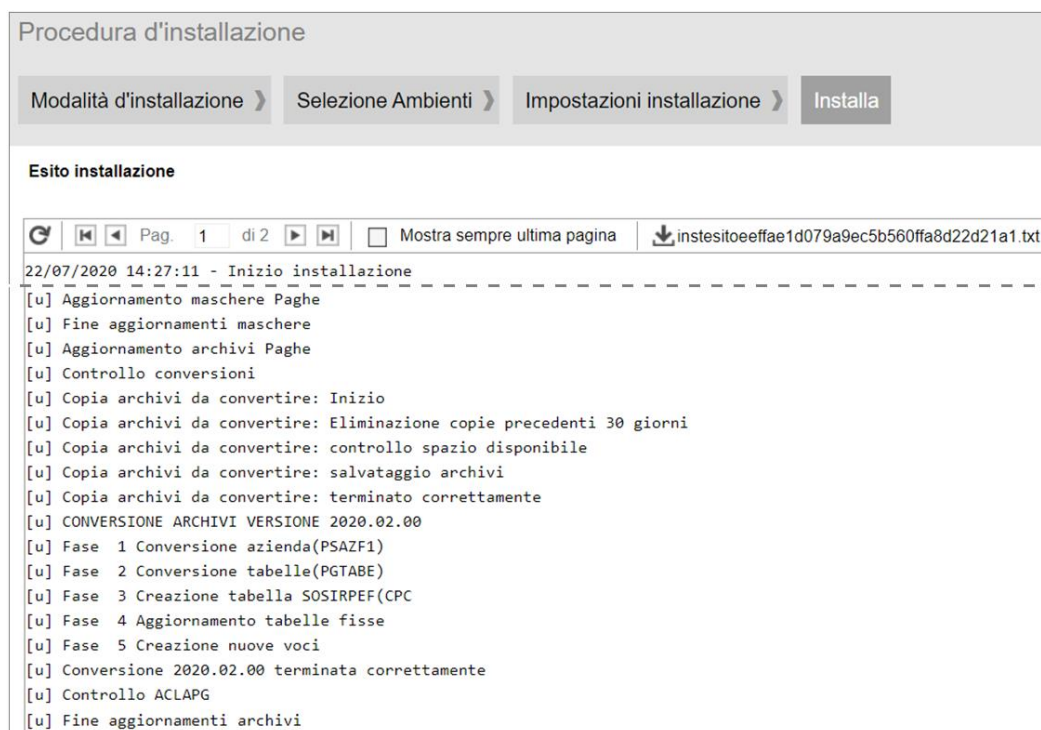 Procedura d'installazione
Modalità d'installazione Selezione Ambienti Impostazioni installazione Installa
Esito installazione
Pag. 1 di 2 Mostra sempre ultima pagina instesitoeeffae1d079a9ec5b560ffa8d22d21a1.txt
22/07/2020 14:27:11 - Inizio installazione
[u] Aggiornamento maschere Paghe
[u] Fine aggiornamenti maschere
[u] Aggiornamento archivi Paghe
[u] Controllo conversioni
[u] Copia archivi da convertire: Inizio
[u] Copia archivi da convertire: Eliminazione copie precedenti 30 giorni
[u] Copia archivi da convertire: controllo spazio disponibile
[u] Copia archivi da convertire: salvataggio archivi
[u] Copia archivi da convertire: terminato correttamente
[u] CONVERSIONE ARCHIVI VERSIONE 2020.02.00
[u] Fase  1 Conversione azienda(PSAZF1)
[u] Fase  2 Conversione tabelle(PGTABE)
[u] Fase  3 Creazione tabella SOSIRPEF(CPC
[u] Fase  4 Aggiornamento tabelle fisse
[u] Fase  5 Creazione nuove voci
[u] Conversione 2020.02.00 terminata correttamente
[u] Controllo ACLAPG
[u] Fine aggiornamenti archivi